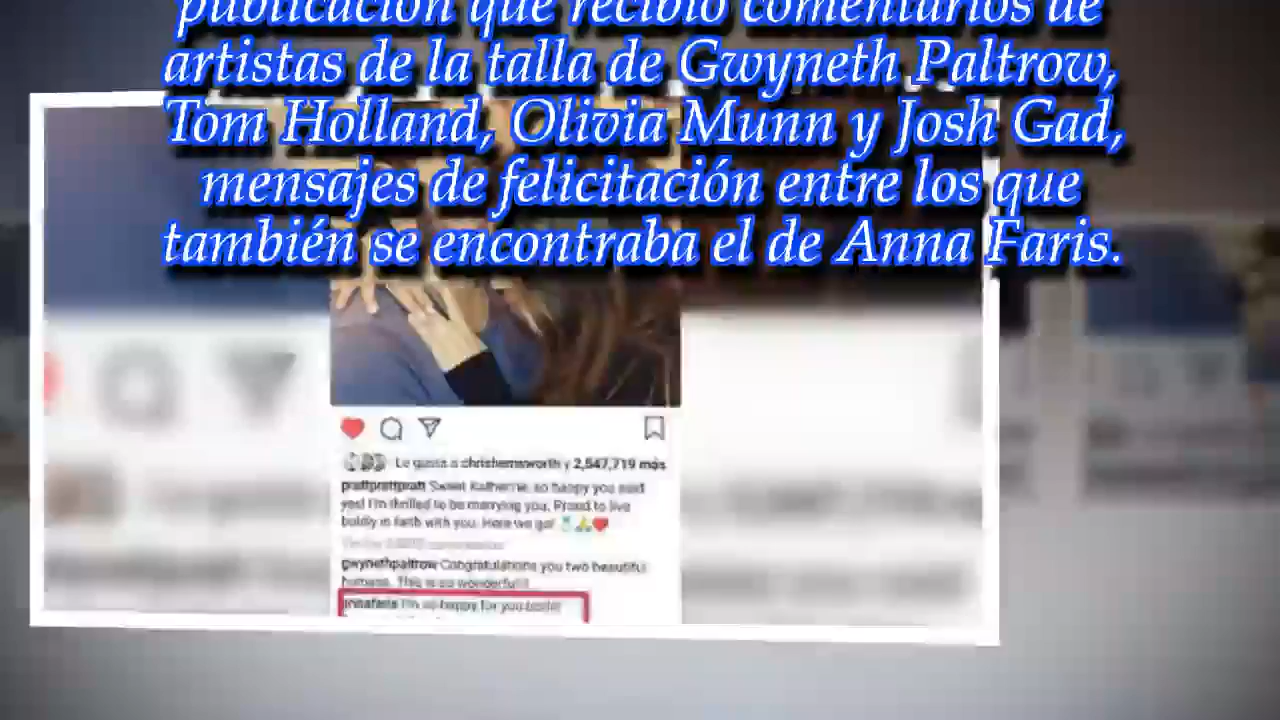 publicación que recibió comentarios de
artistas de la talla de Gwyneth Paltrow,
Tom Holland, Olivia Munn y Josh Gad,
mensajes de felicitación entre los que
también se encontraba el de Anna Faris.
Le gusta a chrishemsworth y 2,547,719 más
prattprattpratt Sweet Katherine, so happy you said
yes! I'm thrilled to be marrying you. Proud to live
boldly in faith with you. Here we go! 💍🙏❤️
gwynethpaltrow Congratulations you two beautiful
humans. This is so wonderful!!
annafaris I'm so happy for you both!